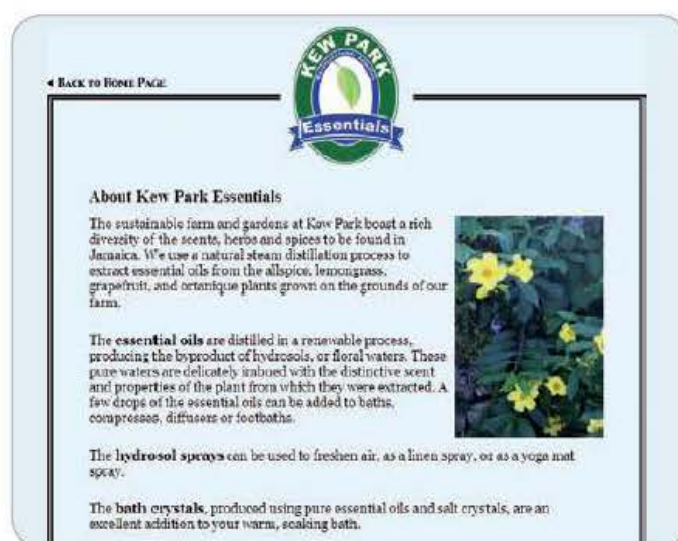 ◄ BACK TO HOME PAGE
KEW PARK
Essentials
About Kew Park Essentials
The sustainable farm and gardens at Kew Park boast a rich
diversity of the scents, herbs and spices to be found in
Jamaica. We use a natural steam distillation process to
extract essential oils from the allspice, lemongrass,
grapefruit, and ortanique plants grown on the grounds of our
farm.
The essential oils are distilled in a renewable process,
producing the byproduct of hydrosols, or floral waters. These
pure waters are delicately imbued with the distinctive scent
and properties of the plant from which they were extracted. A
few drops of the essential oils can be added to baths,
compresses, diffusers or footbaths.
The hydrosol sprays can be used to freshen air, as a linen spray, or as a yoga mat
spray.
The bath crystals, produced using pure essential oils and salt crystals, are an
excellent addition to your warm, soaking bath.